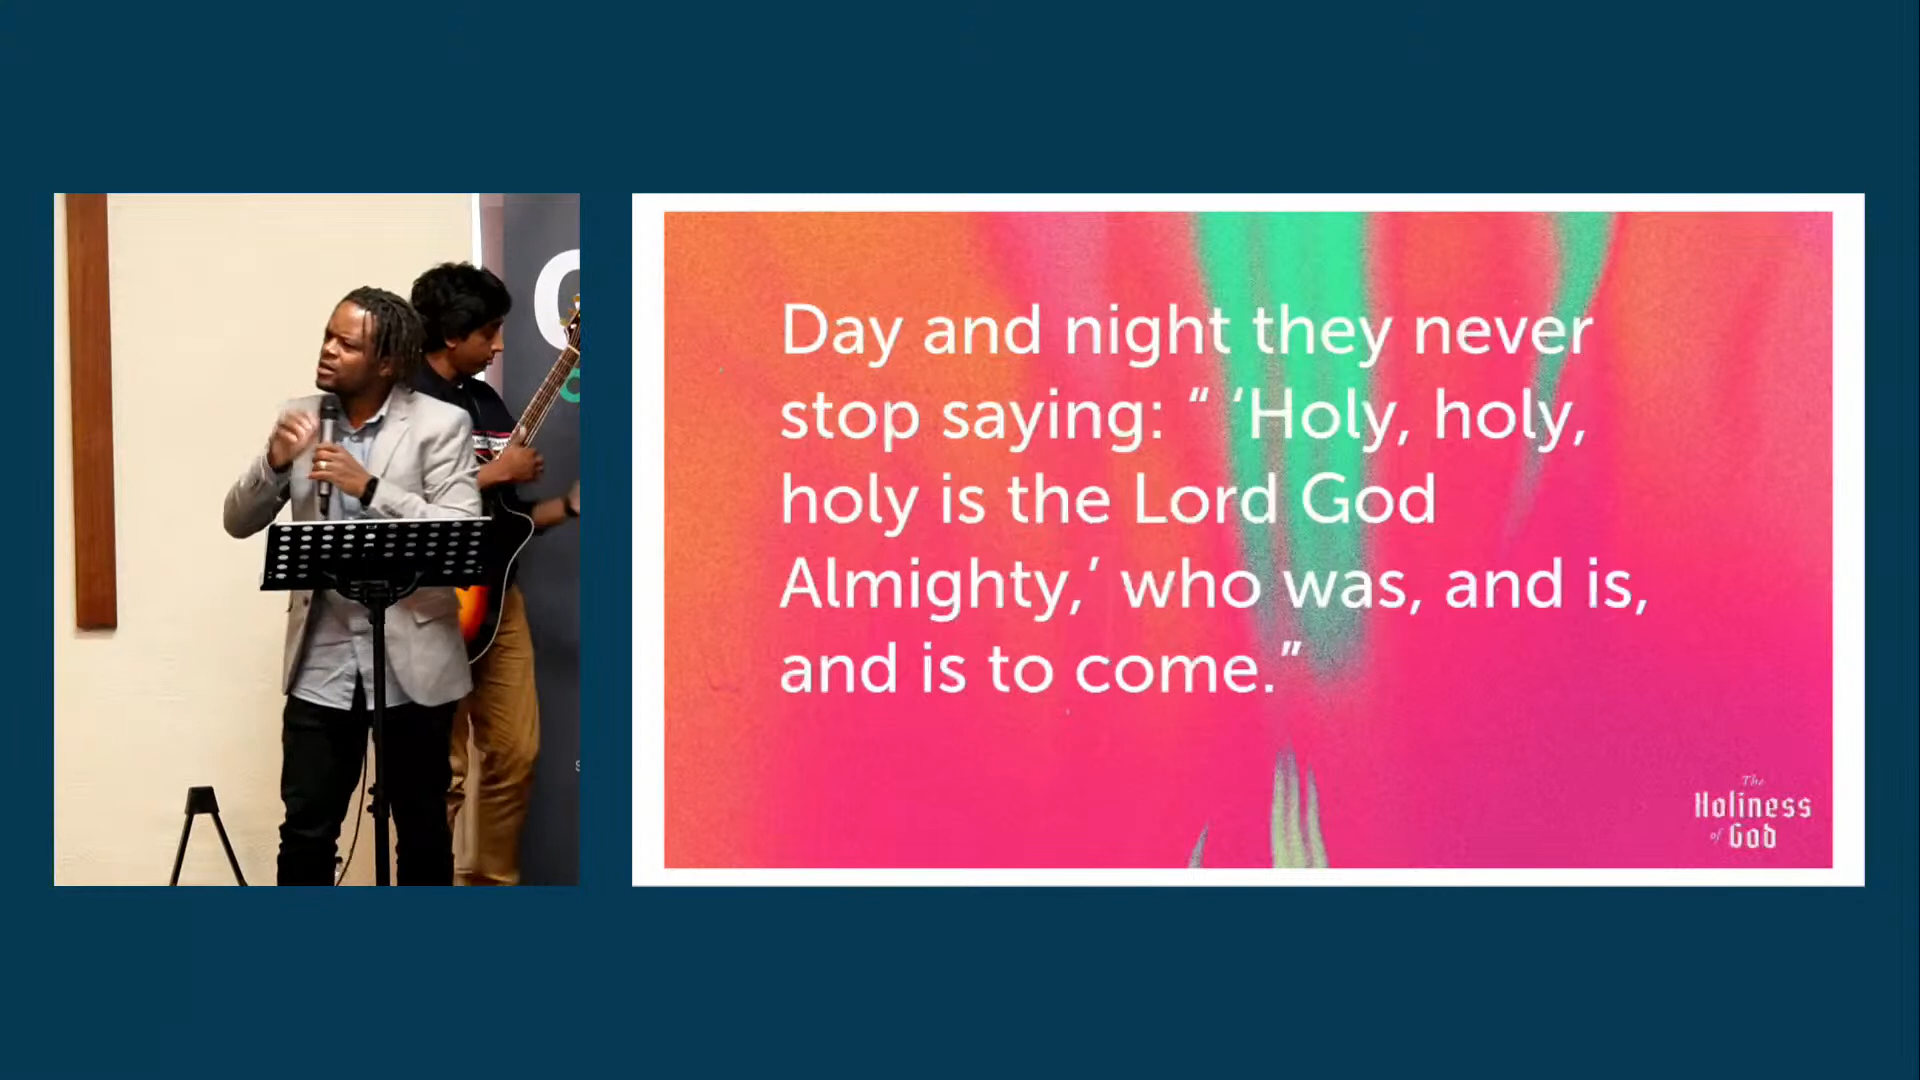 Day and night they never
stop saying: “ ‘Holy, holy,
holy is the Lord God
Almighty,’ who was, and is,
and is to come.”
The
Holiness
of God